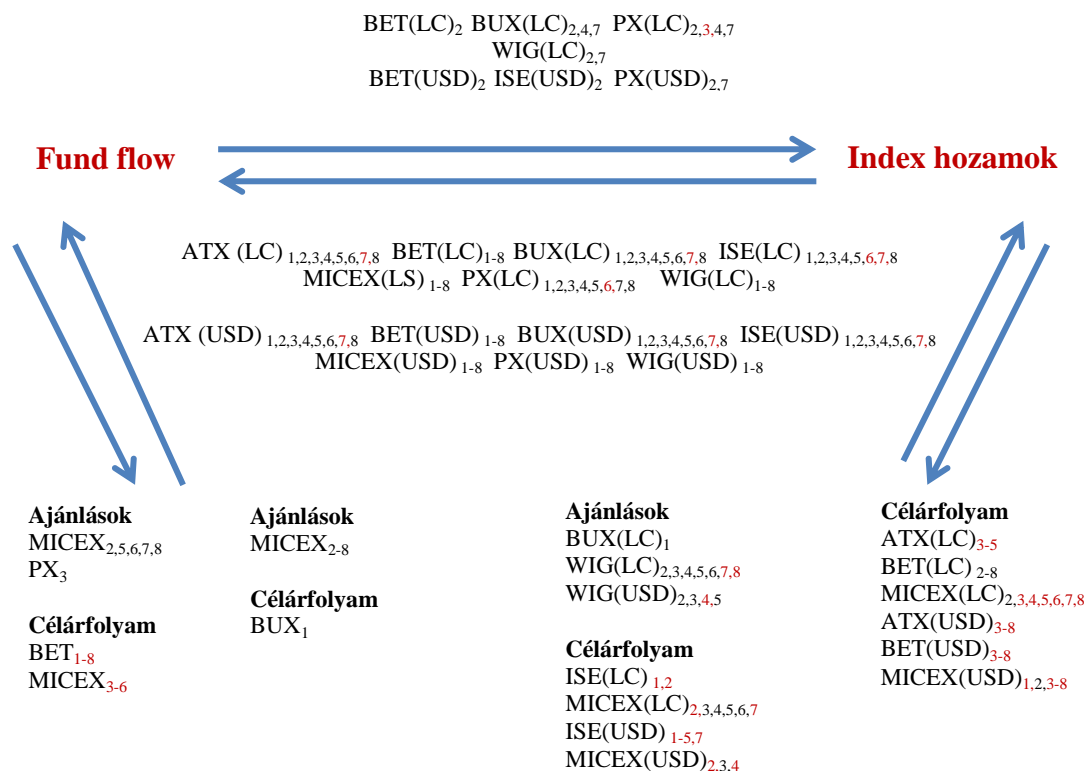 BET(LC)2 BUX(LC)2,4,7 PX(LC)2,3,4,7
WIG(LC)2,7
BET(USD)2 ISE(USD)2 PX(USD)2,7
Fund flow
Index hozamok
ATX (LC) 1,2,3,4,5,6,7,8 BET(LC)1-8 BUX(LC) 1,2,3,4,5,6,7,8 ISE(LC) 1,2,3,4,5,6,7,8
MICEX(LS) 1-8 PX(LC) 1,2,3,4,5,6,7,8 WIG(LC)1-8
ATX (USD) 1,2,3,4,5,6,7,8 BET(USD) 1-8 BUX(USD) 1,2,3,4,5,6,7,8 ISE(USD) 1,2,3,4,5,6,7,8
MICEX(USD) 1-8 PX(USD) 1-8 WIG(USD) 1-8
Ajánlások
MICEX2,5,6,7,8
PX3
Célárfolyam
BET1-8
MICEX3-6
Ajánlások
MICEX2-8
Célárfolyam
BUX1
Ajánlások
BUX(LC)1
WIG(LC)2,3,4,5,6,7,8
WIG(USD)2,3,4,5
Célárfolyam
ISE(LC) 1,2
MICEX(LC)2,3,4,5,6,7
ISE(USD) 1-5,7
MICEX(USD)2,3,4
Célárfolyam
ATX(LC)3-5
BET(LC) 2-8
MICEX(LC)2,3,4,5,6,7,8
ATX(USD)3-8
BET(USD)3-8
MICEX(USD)1,2,3-8